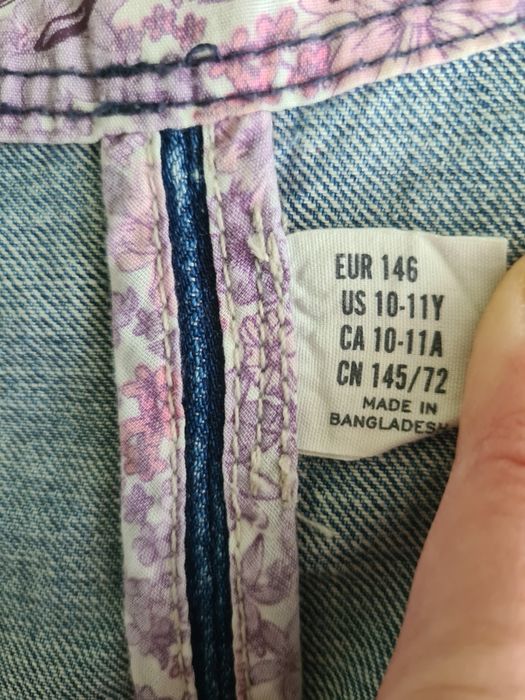 EUR 146
US 10-11Y
CA 10-11A
CN 145/72
MADE IN
BANGLADESH